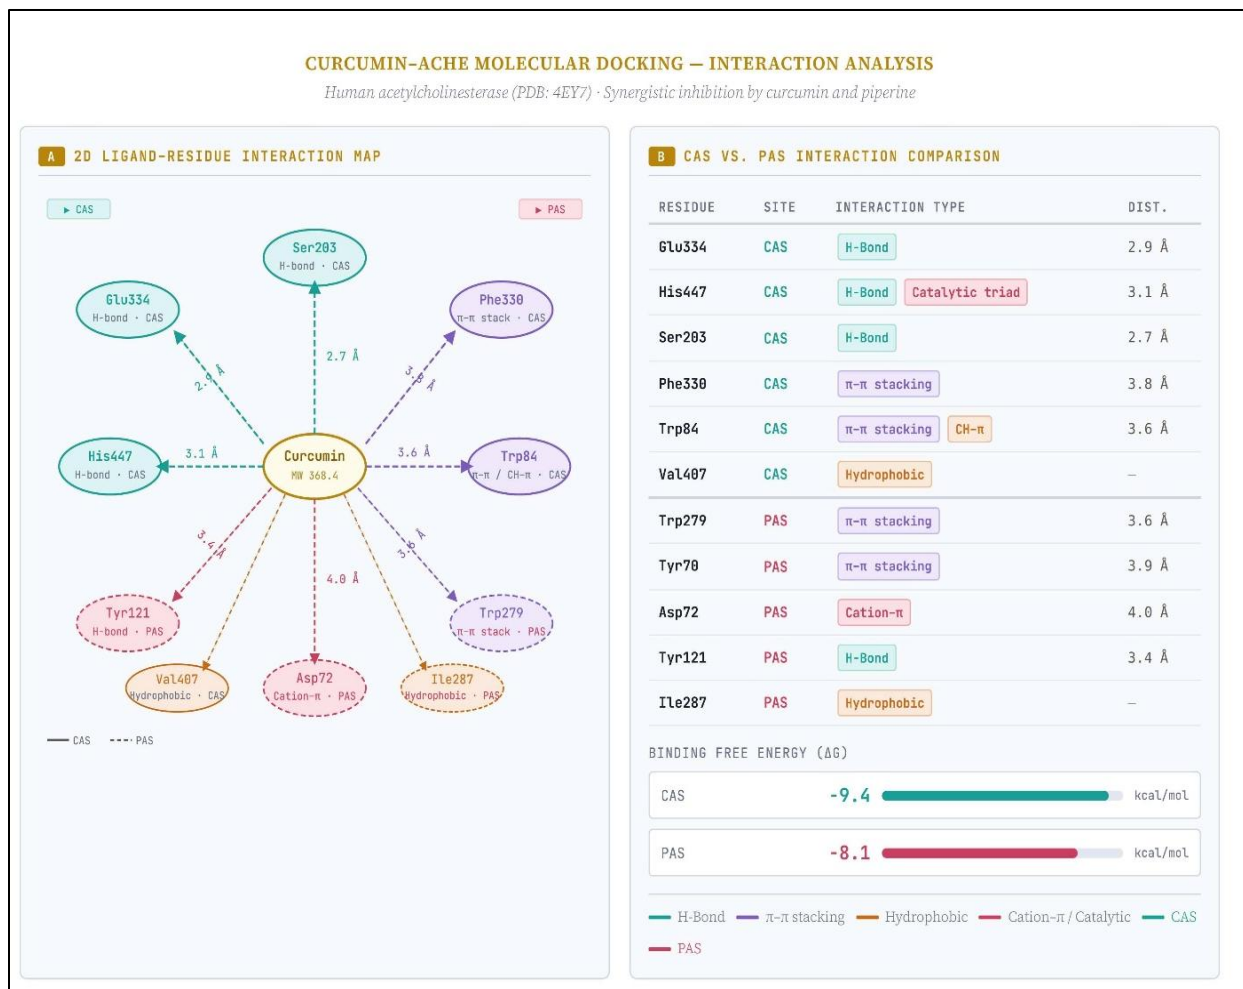 CURCUMIN–ACHE MOLECULAR DOCKING — INTERACTION ANALYSIS
Human acetylcholinesterase (PDB: 4EY7) · Synergistic inhibition by curcumin and piperine
A 2D LIGAND–RESIDUE INTERACTION MAP
▶ CAS
▶ PAS
Ser203
H-bond · CAS
Glu334
H-bond · CAS
Phe330
π–π stack · CAS
2.7 Å
2.9 Å
3.8 Å
His447
H-bond · CAS
3.1 Å
Curcumin
MW 368.4
3.6 Å
Trp84
π–π / CH–π · CAS
3.4 Å
3.6 Å
4.0 Å
Tyr121
H-bond · PAS
Trp279
π–π stack · PAS
Val407
Hydrophobic · CAS
Asp72
Cation–π · PAS
Ile287
Hydrophobic · PAS
CAS PAS
B CAS VS. PAS INTERACTION COMPARISON
RESIDUE SITE INTERACTION TYPE DIST.
Glu334 CAS H-Bond 2.9 Å
His447 CAS H-Bond Catalytic triad 3.1 Å
Ser203 CAS H-Bond 2.7 Å
Phe330 CAS π–π stacking 3.8 Å
Trp84 CAS π–π stacking CH–π 3.6 Å
Val407 CAS Hydrophobic —
Trp279 PAS π–π stacking 3.6 Å
Tyr70 PAS π–π stacking 3.9 Å
Asp72 PAS Cation–π 4.0 Å
Tyr121 PAS H-Bond 3.4 Å
Ile287 PAS Hydrophobic —
BINDING FREE ENERGY (ΔG)
CAS -9.4 kcal/mol
PAS -8.1 kcal/mol
H-Bond π–π stacking Hydrophobic Cation–π / Catalytic CAS
PAS